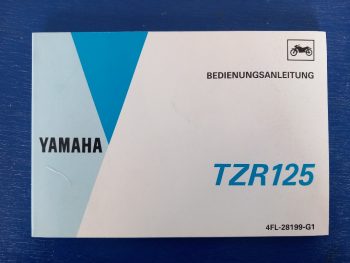 BEDIENUNGSANLEITUNG
YAMAHA
TZR125
4FL-28199-G1